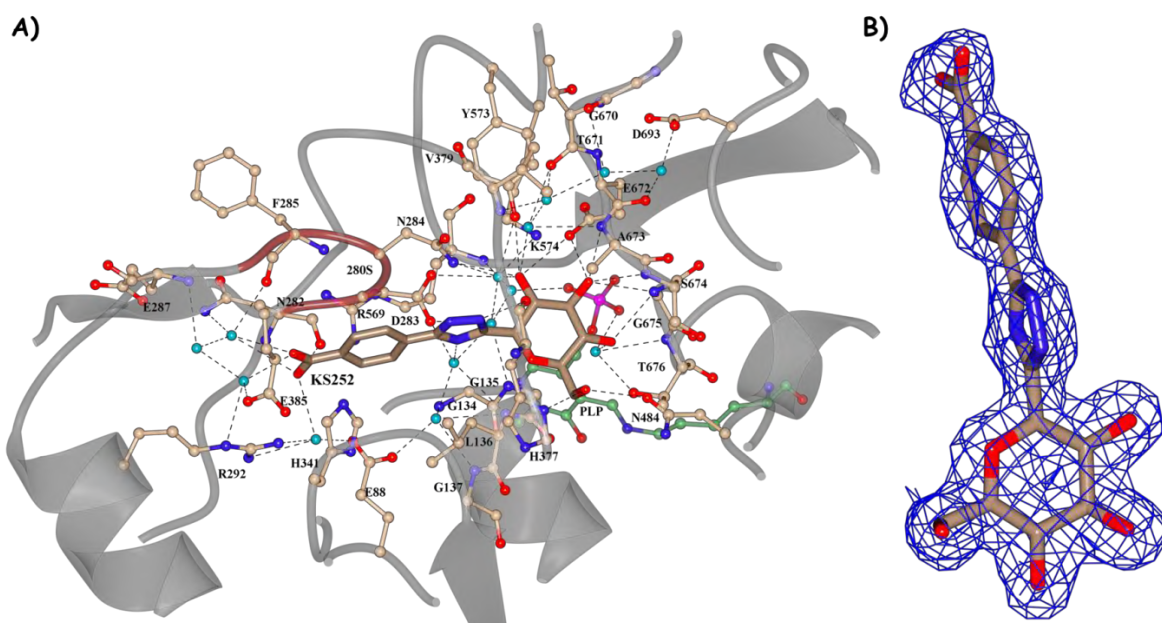 A)
B)
Y573
G670
D693
V379
T671
F285
E672
N284
K574
A673
280S
E287
N282
R569
S674
D283
G675
KS252
T676
E385
G135
G134
PLP
N484
L136
H377
R292
H341
E88
G137